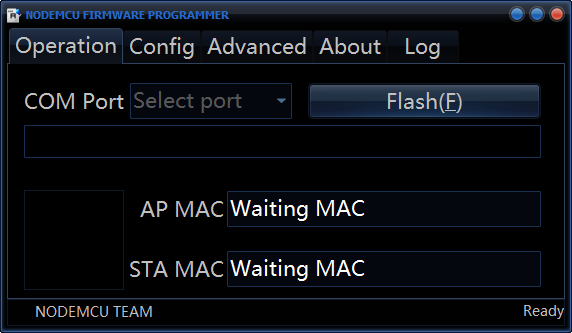 NODEMCU FIRMWARE PROGRAMMER
Operation Config Advanced About Log
COM Port Select port Flash(F)
AP MAC Waiting MAC
STA MAC Waiting MAC
NODEMCU TEAM Ready